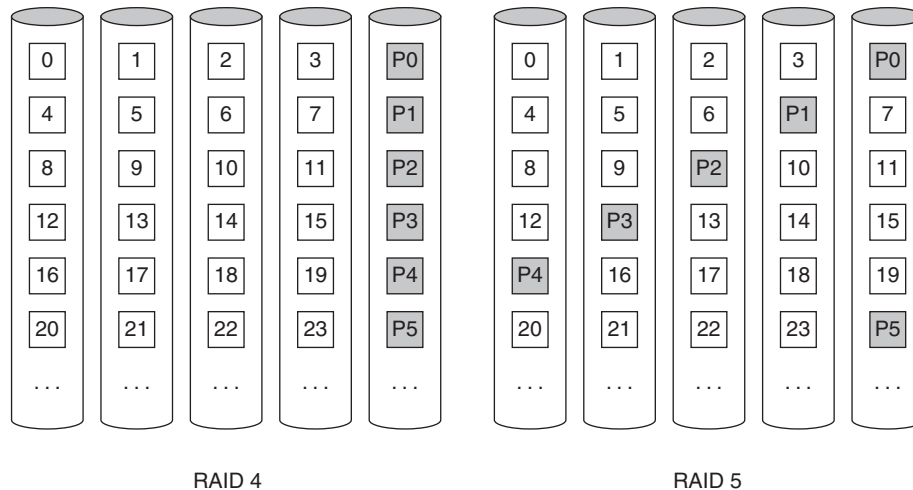 0 1 2 3 P0 0 1 2 3 P0
4 5 6 7 P1 4 5 6 P1 7
8 9 10 11 P2 8 9 P2 10 11
12 13 14 15 P3 12 P3 13 14 15
16 17 18 19 P4 P4 16 17 18 19
20 21 22 23 P5 20 21 22 23 P5
. . . . . . . . . . . . . . . . . . . . . . . . . . . . . .
RAID 4 RAID 5